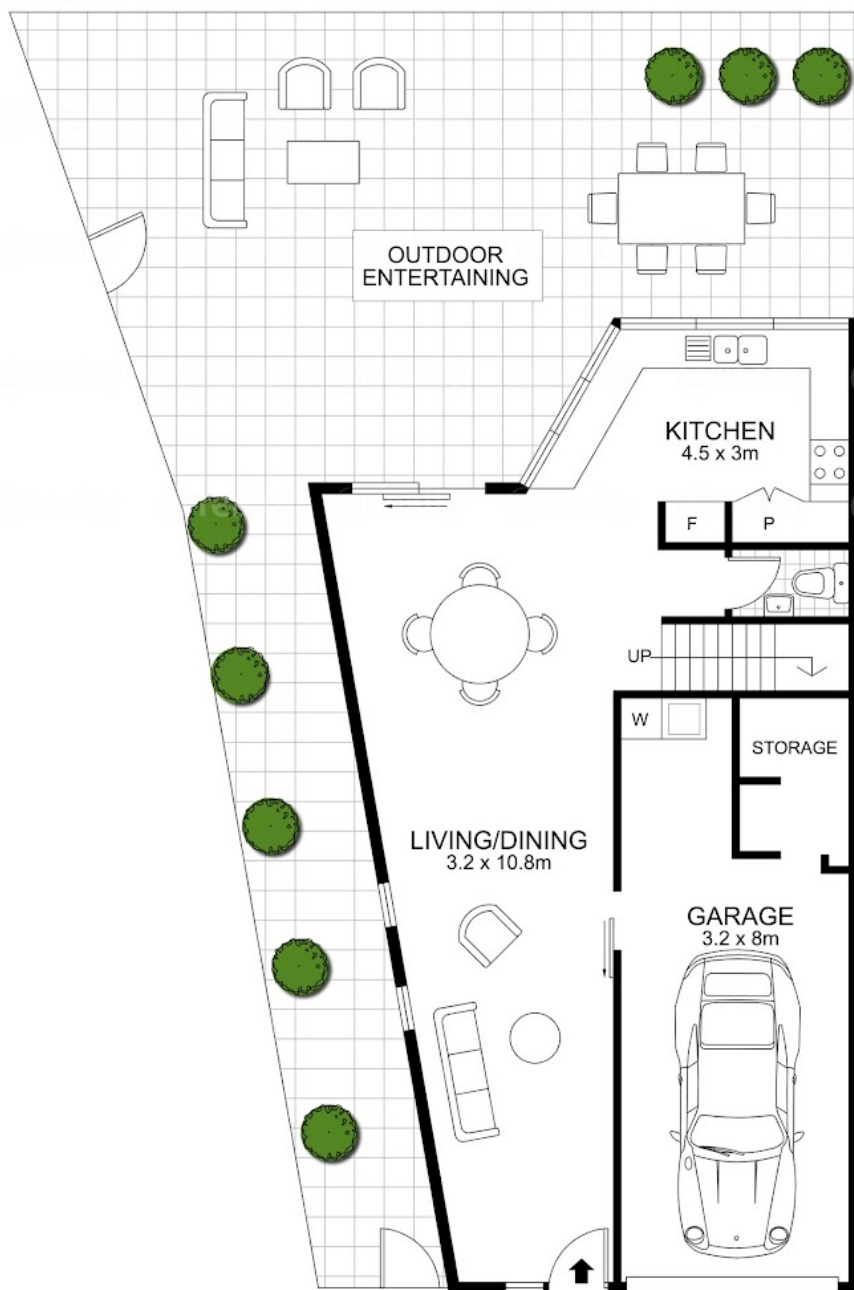 OUTDOOR
ENTERTAINING
KITCHEN
4.5 x 3m
F
P
UP
W
STORAGE
LIVING/DINING
3.2 x 10.8m
GARAGE
3.2 x 8m